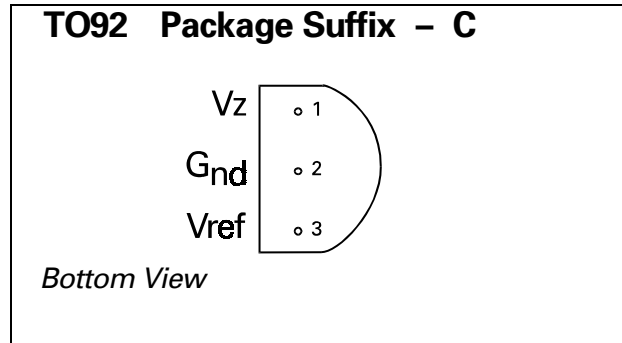 TO92 Package Suffix – C
Vz 1
Gnd 2
Vref 3
Bottom View